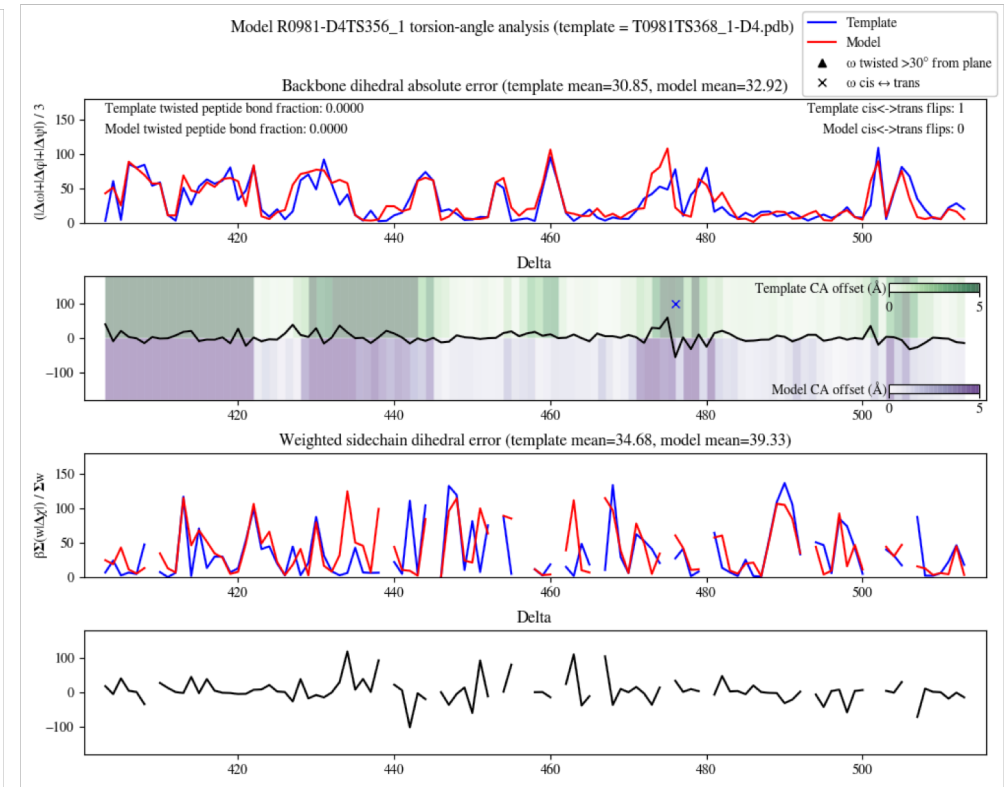 Model R0981-D4TS356_1 torsion-angle analysis (template = T0981TS368_1-D4.pdb)
Template
Model
ω twisted >30° from plane
ω cis ↔ trans
Backbone dihedral absolute error (template mean=30.85, model mean=32.92)
Template twisted peptide bond fraction: 0.0000
Model twisted peptide bond fraction: 0.0000
Template cis<->trans flips: 1
Model cis<->trans flips: 0
(|Δω|+|Δφ|+|Δψ|) / 3
150
100
50
0
420 440 460 480 500
Delta
Template CA offset (Å)
0 5
Model CA offset (Å)
0 5
100
0
−100
420 440 460 480 500
Weighted sidechain dihedral error (template mean=34.68, model mean=39.33)
βΣ(w|Δχ|) / Σw
150
100
50
0
420 440 460 480 500
Delta
100
0
−100
420 440 460 480 500